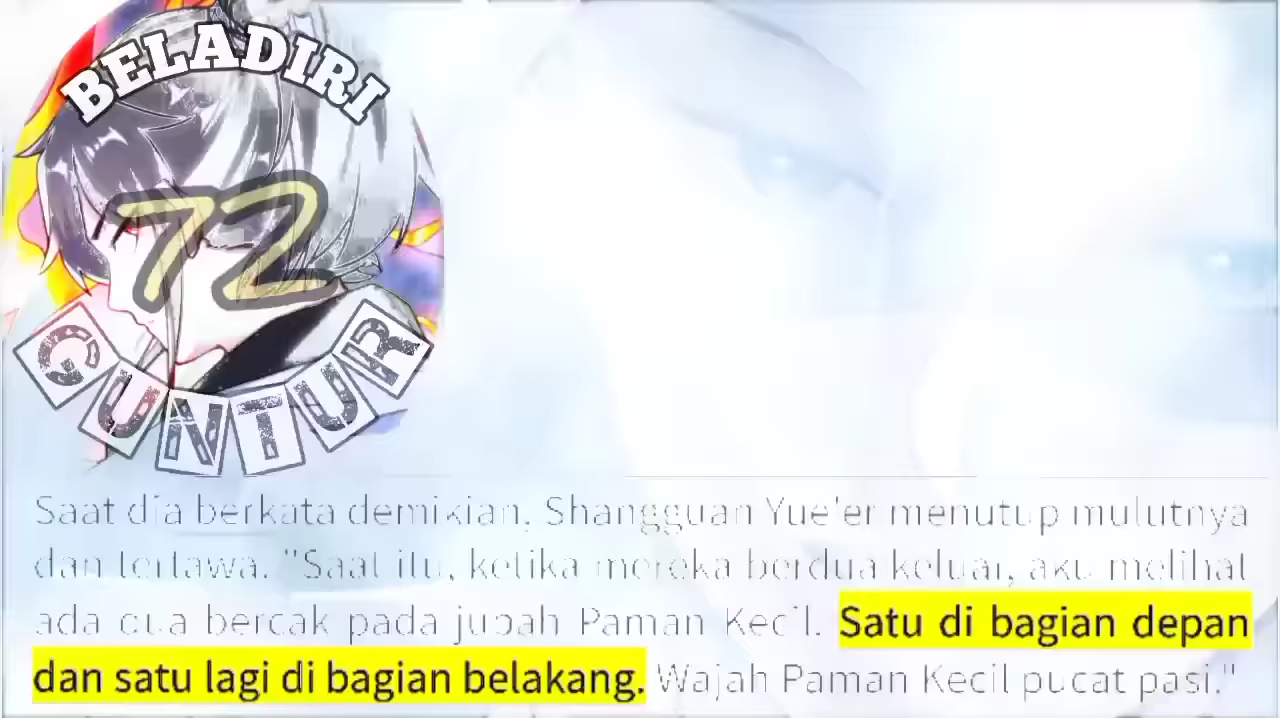 BELADIRI
72
GUNTUR
Saat dia berkata demikian, Shangguan Yue'er menutup mulutnya
dan tertawa. "Saat itu, ketika mereka berdua keluar, aku melihat
ada dua bercak pada jubah Paman Kecil. Satu di bagian depan
dan satu lagi di bagian belakang. Wajah Paman Kecil pucat pasi."